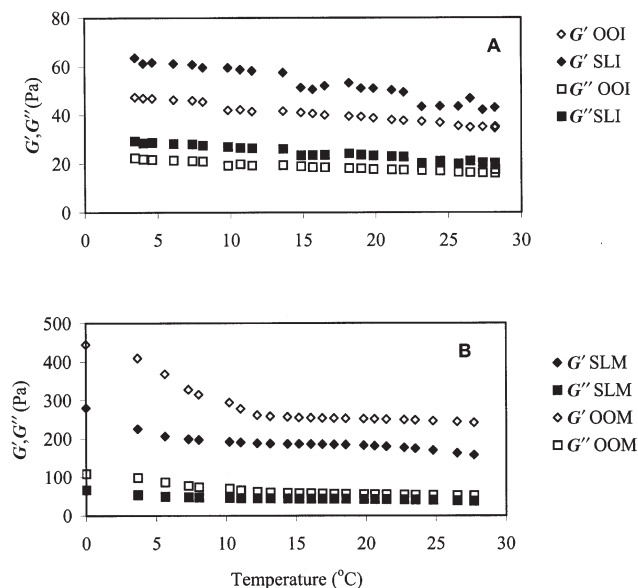 80
60
40
20
0
G′,G″(Pa)
A
0 5 10 15 20 25 30
G′ OOI
G′ SLI
G″ OOI
G″SLI
500
400
300
200
100
0
G′,G″ (Pa)
B
0 5 10 15 20 25 30
Temperature (°C)
G′ SLM
G″ SLM
G′ OOM
G″ OOM